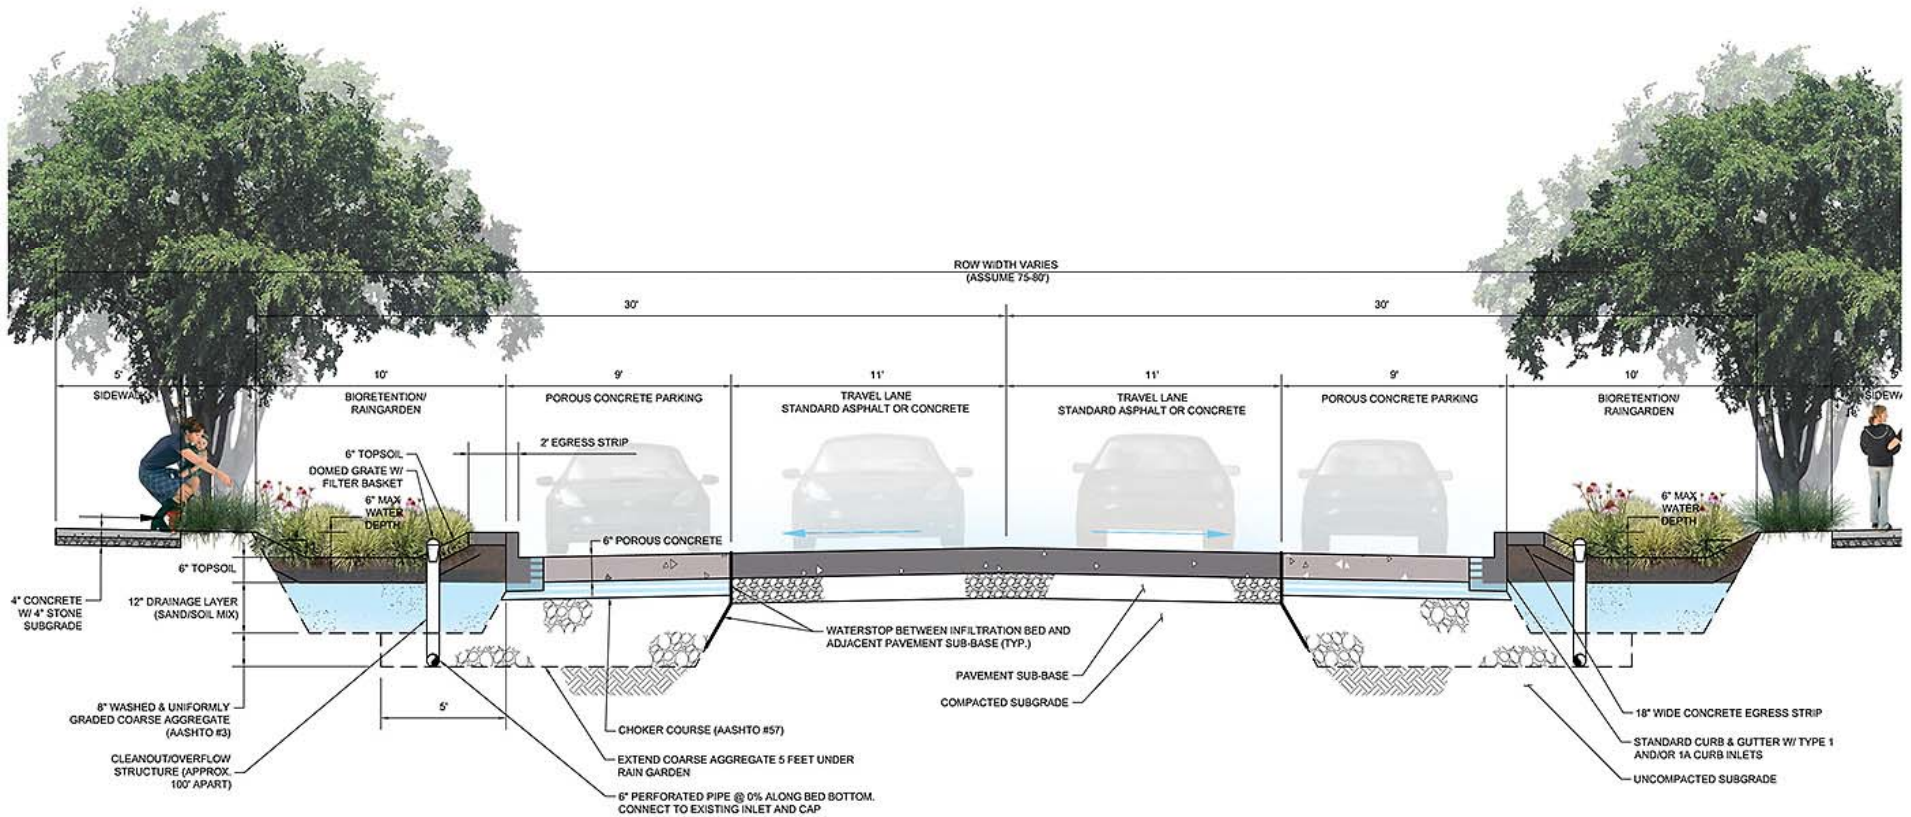 ROW WIDTH VARIES
(ASSUME 75-80')
30'
30'
5'
10'
9'
11'
11'
9'
10'
5'
SIDEWALK
BIORETENTION/
RAINGARDEN
POROUS CONCRETE PARKING
TRAVEL LANE
STANDARD ASPHALT OR CONCRETE
TRAVEL LANE
STANDARD ASPHALT OR CONCRETE
POROUS CONCRETE PARKING
BIORETENTION/
RAINGARDEN
SIDEWA
2' EGRESS STRIP
6" TOPSOIL
DOMED GRATE W/
FILTER BASKET
6" MAX
WATER
DEPTH
6" MAX
WATER
DEPTH
6" POROUS CONCRETE
6" TOPSOIL
4" CONCRETE
W/ 4" STONE
SUBGRADE
12" DRAINAGE LAYER
(SAND/SOIL MIX)
WATERSTOP BETWEEN INFILTRATION BED AND
ADJACENT PAVEMENT SUB-BASE (TYP.)
PAVEMENT SUB-BASE
COMPACTED SUBGRADE
8" WASHED & UNIFORMLY
GRADED COARSE AGGREGATE
(AASHTO #3)
5'
CHOKER COURSE (AASHTO #57)
18" WIDE CONCRETE EGRESS STRIP
STANDARD CURB & GUTTER W/ TYPE 1
AND/OR 1A CURB INLETS
UNCOMPACTED SUBGRADE
CLEANOUT/OVERFLOW
STRUCTURE (APPROX.
100' APART)
EXTEND COARSE AGGREGATE 5 FEET UNDER
RAIN GARDEN
6" PERFORATED PIPE @ 0% ALONG BED BOTTOM.
CONNECT TO EXISTING INLET AND CAP